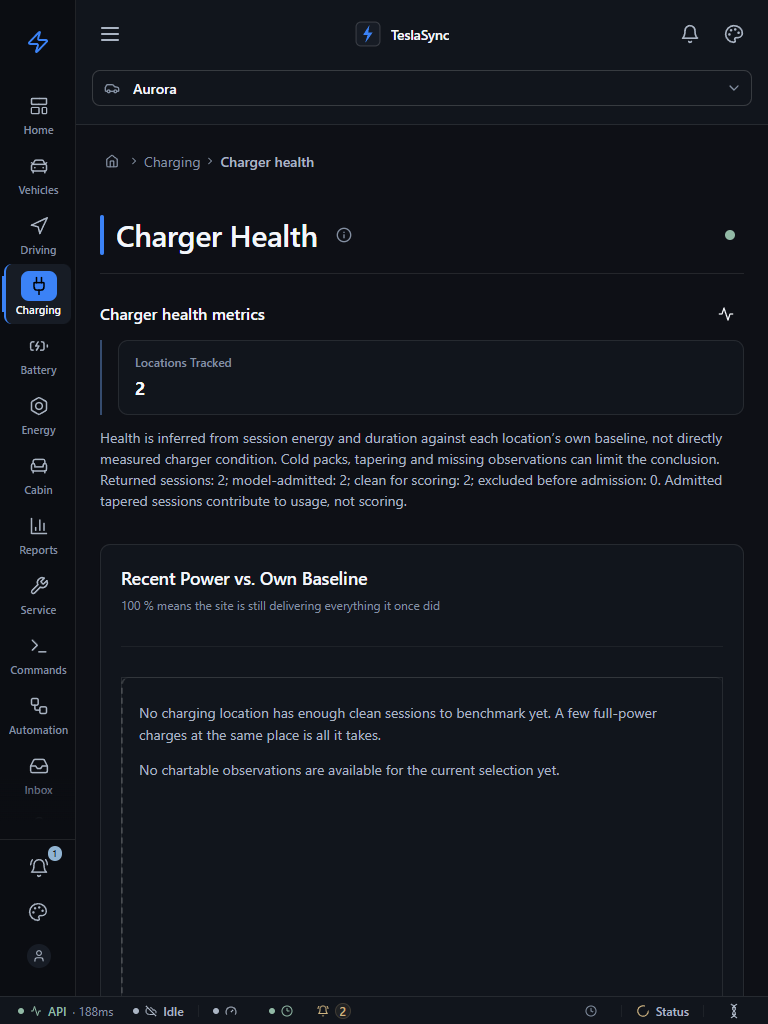 TeslaSync
Aurora
Home
Vehicles
Driving
Charging
Battery
Energy
Cabin
Reports
Service
Commands
Automation
Inbox
1
Charging
Charger health
Charger Health
Charger health metrics
Locations Tracked
2
Health is inferred from session energy and duration against each location's own baseline, not directly
measured charger condition. Cold packs, tapering and missing observations can limit the conclusion.
Returned sessions: 2; model-admitted: 2; clean for scoring: 2; excluded before admission: 0. Admitted
tapered sessions contribute to usage, not scoring.
Recent Power vs. Own Baseline
100 % means the site is still delivering everything it once did
No charging location has enough clean sessions to benchmark yet. A few full-power
charges at the same place is all it takes.
No chartable observations are available for the current selection yet.
API · 188ms
Idle
2
Status